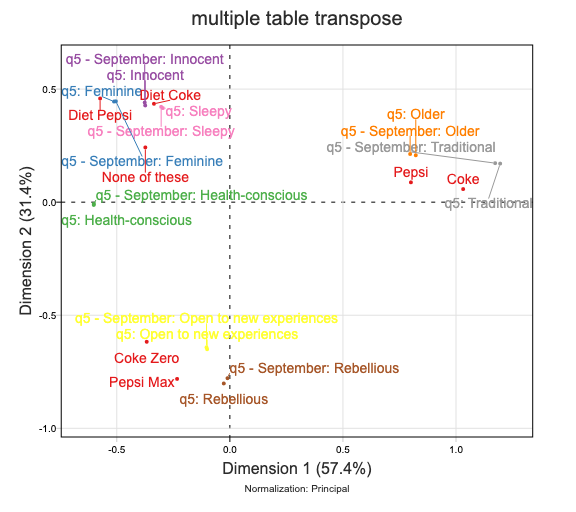 multiple table transpose
q5 - September: Innocent
q5: Innocent
q5: Feminine
Diet Coke
Diet Pepsi
q5: Sleepy
q5 - September: Sleepy
q5 - September: Feminine
None of these
q5 - September: Health-conscious
q5: Health-conscious
q5: Older
q5 - September: Older
q5 - September: Traditional
Pepsi
Coke
q5: Traditional
q5 - September: Open to new experiences
q5: Open to new experiences
Coke Zero
Pepsi Max
q5 - September: Rebellious
q5: Rebellious
0.5
0.0
-0.5
-1.0
Dimension 2 (31.4%)
-0.5
0.0
0.5
1.0
Dimension 1 (57.4%)
Normalization: Principal